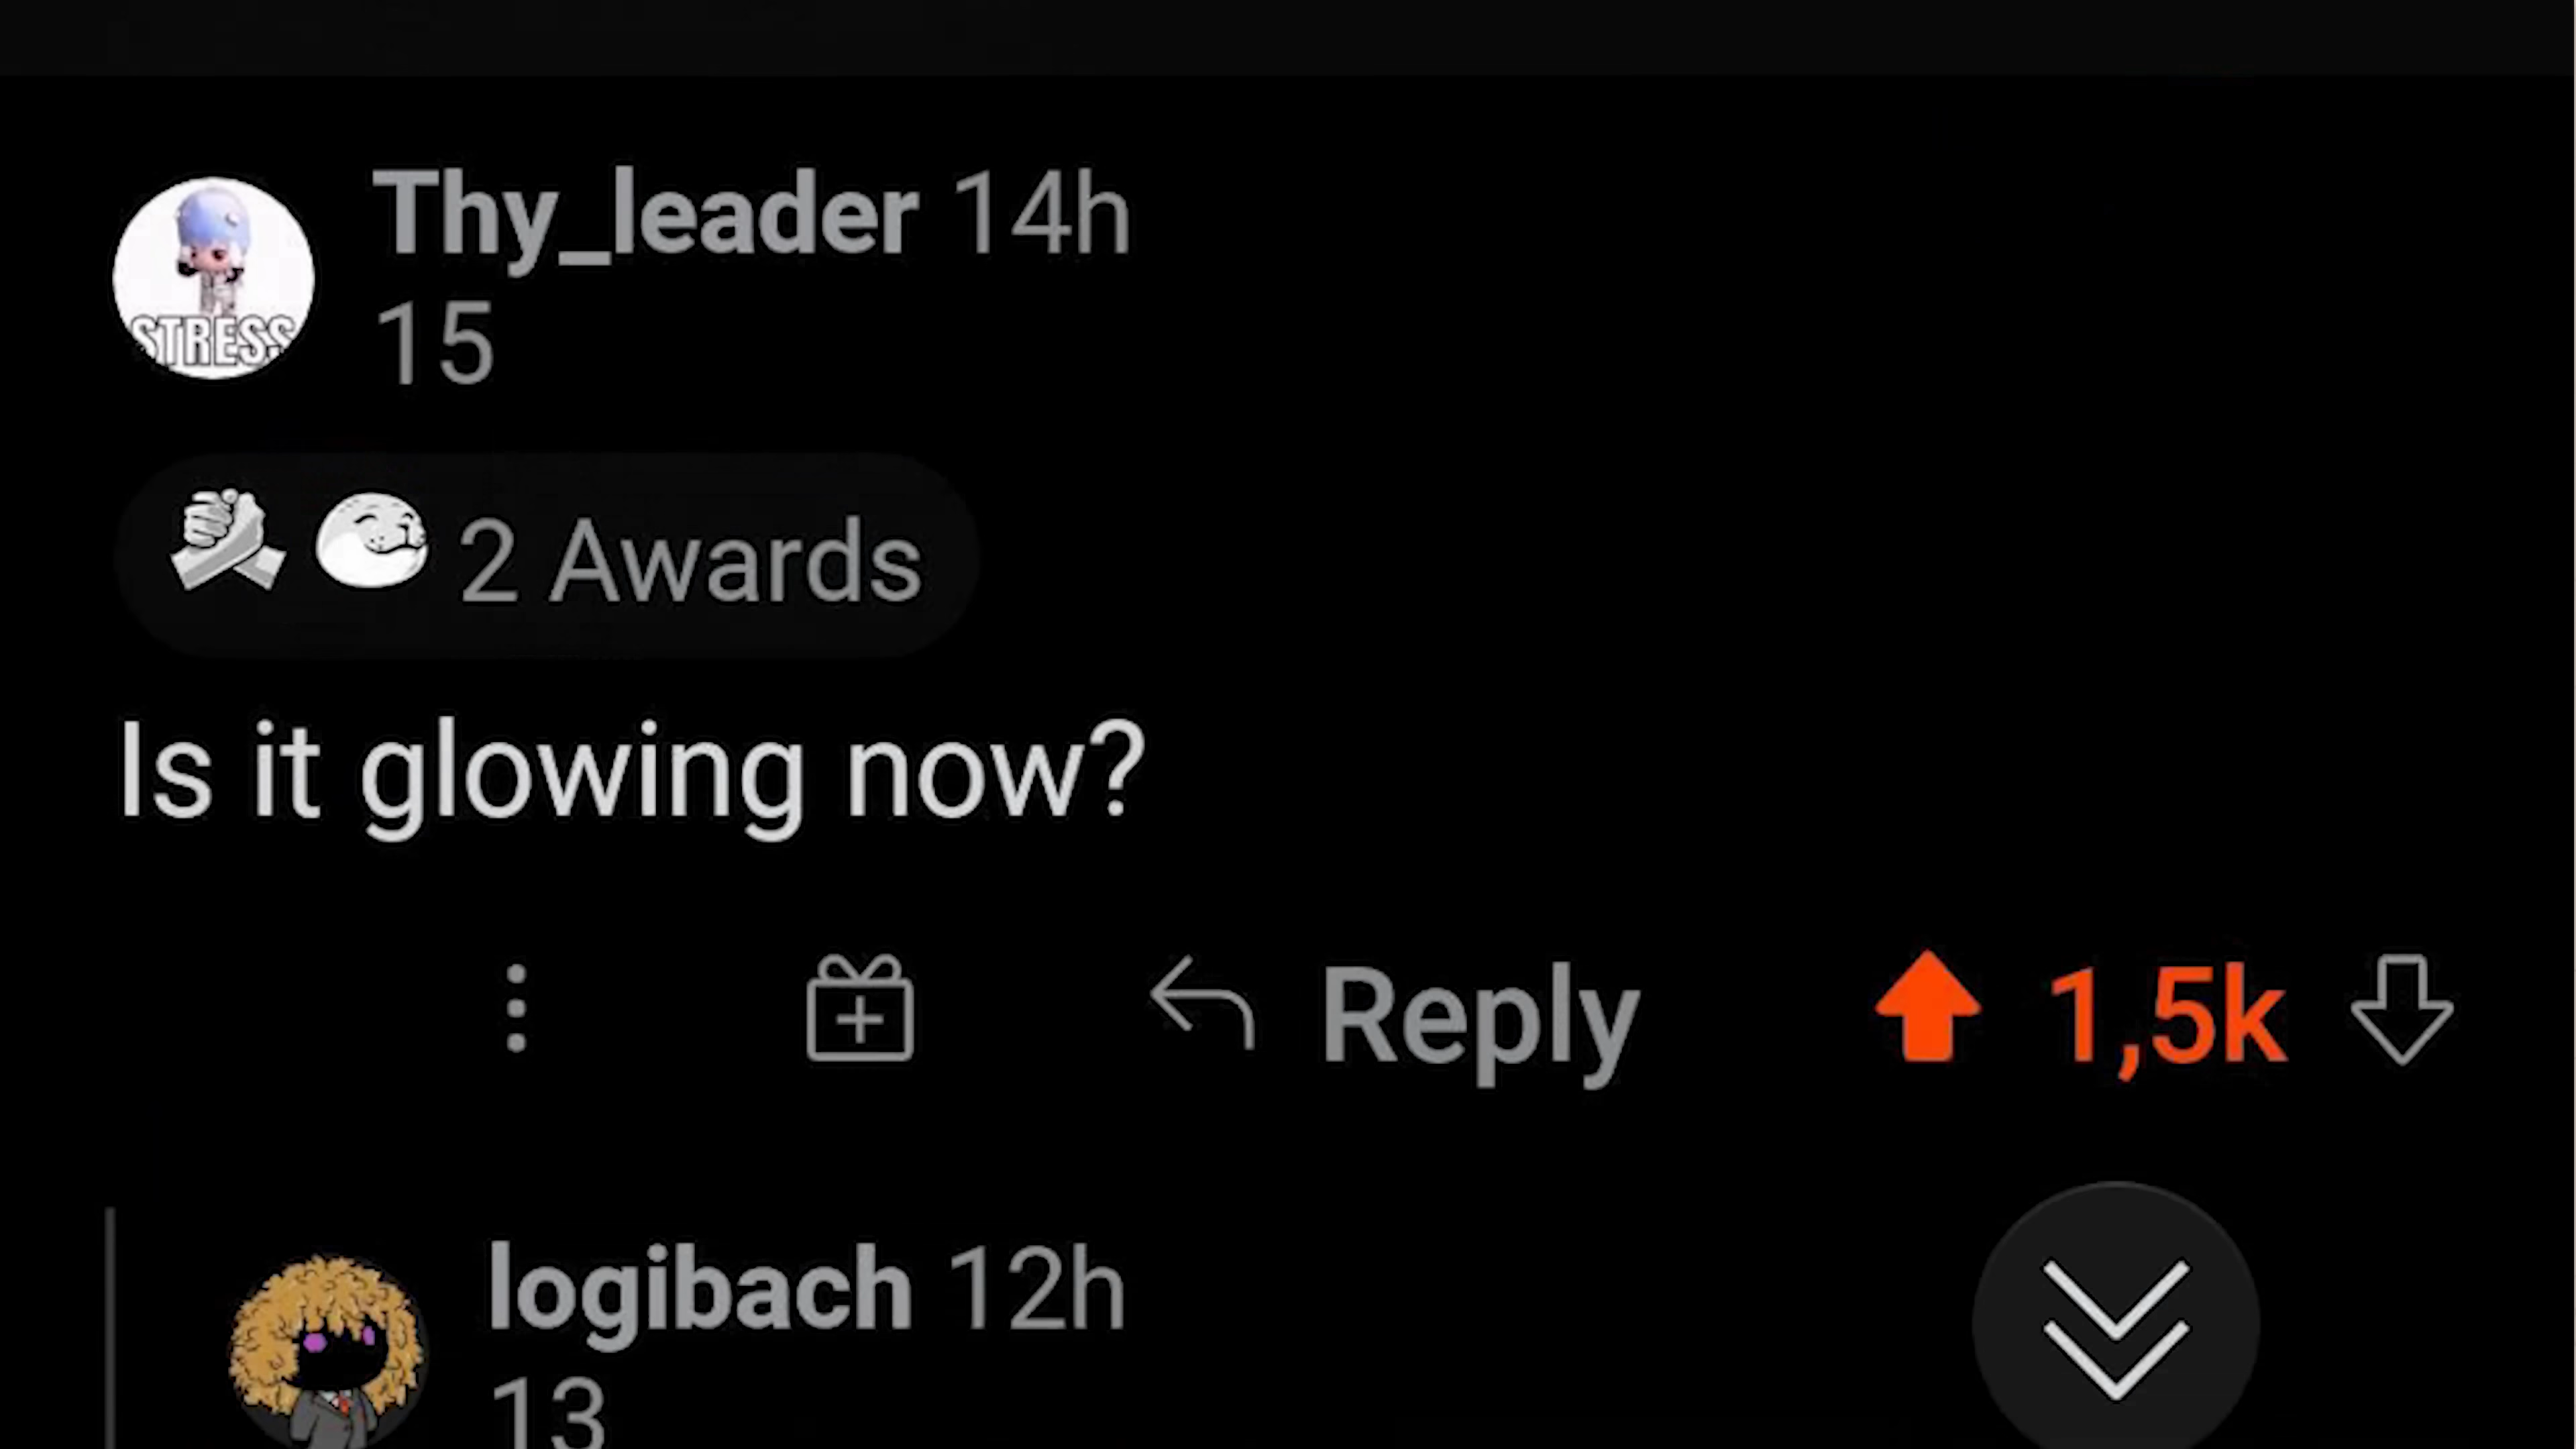 Thy_leader 14h
15
STRESS
2 Awards
Is it glowing now?
Reply
1,5k
logibach 12h
13